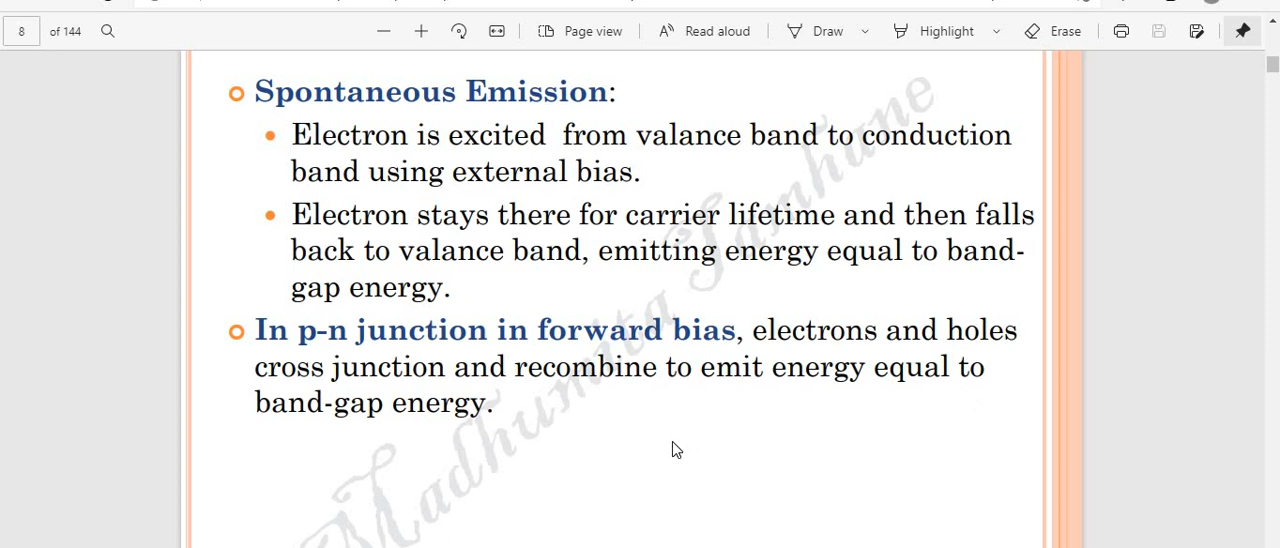 8 of 144 Page view Read aloud Draw Highlight Erase
Spontaneous Emission:
Electron is excited from valance band to conduction
band using external bias.
Electron stays there for carrier lifetime and then falls
back to valance band, emitting energy equal to band-
gap energy.
In p-n junction in forward bias, electrons and holes
cross junction and recombine to emit energy equal to
band-gap energy.
Madhumita Tamhane